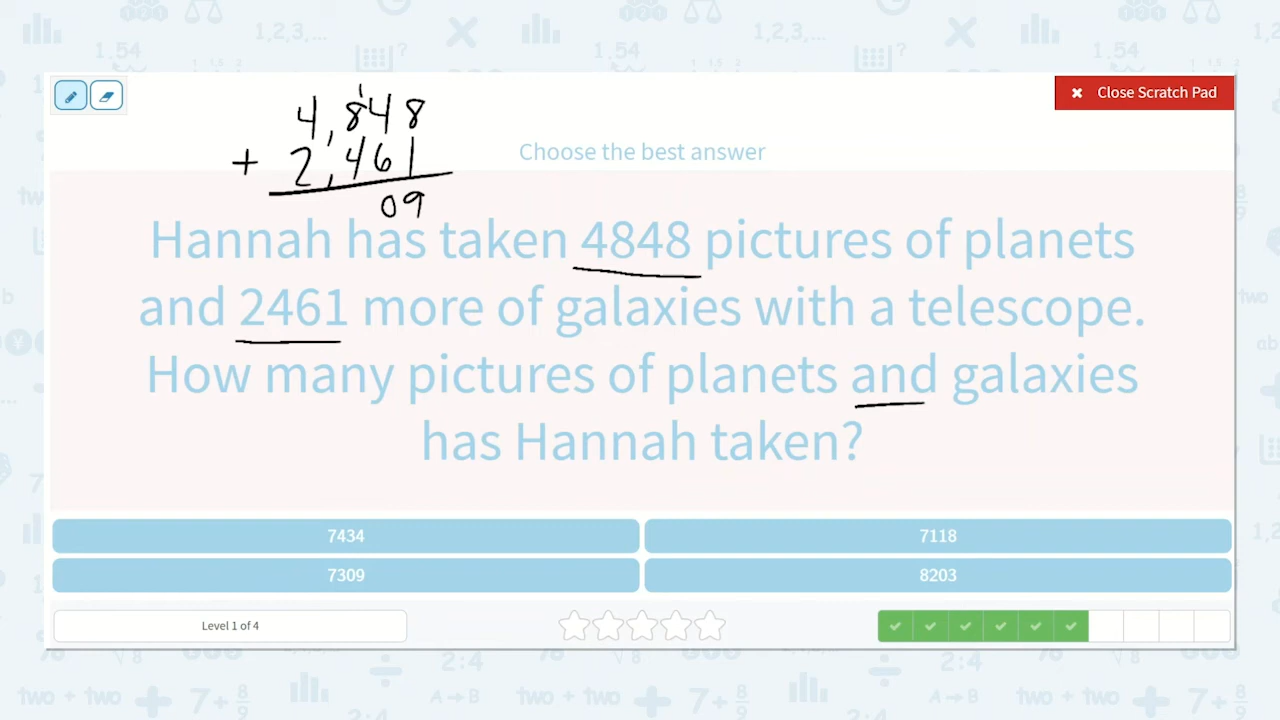 1
4,848
+ 2,461
09
Close Scratch Pad
Choose the best answer
Hannah has taken 4848 pictures of planets
and 2461 more of galaxies with a telescope.
How many pictures of planets and galaxies
has Hannah taken?
7434
7118
7309
8203
Level 1 of 4